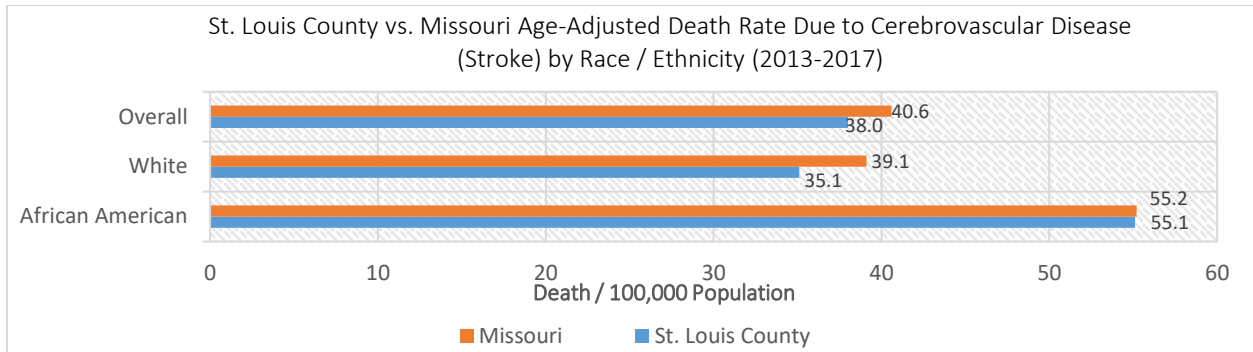 St. Louis County vs. Missouri Age-Adjusted Death Rate Due to Cerebrovascular Disease
(Stroke) by Race / Ethnicity (2013-2017)
Overall
40.6
38.0
White
39.1
35.1
African American
55.2
55.1
0 10 20 30 40 50 60
Death / 100,000 Population
Missouri St. Louis County